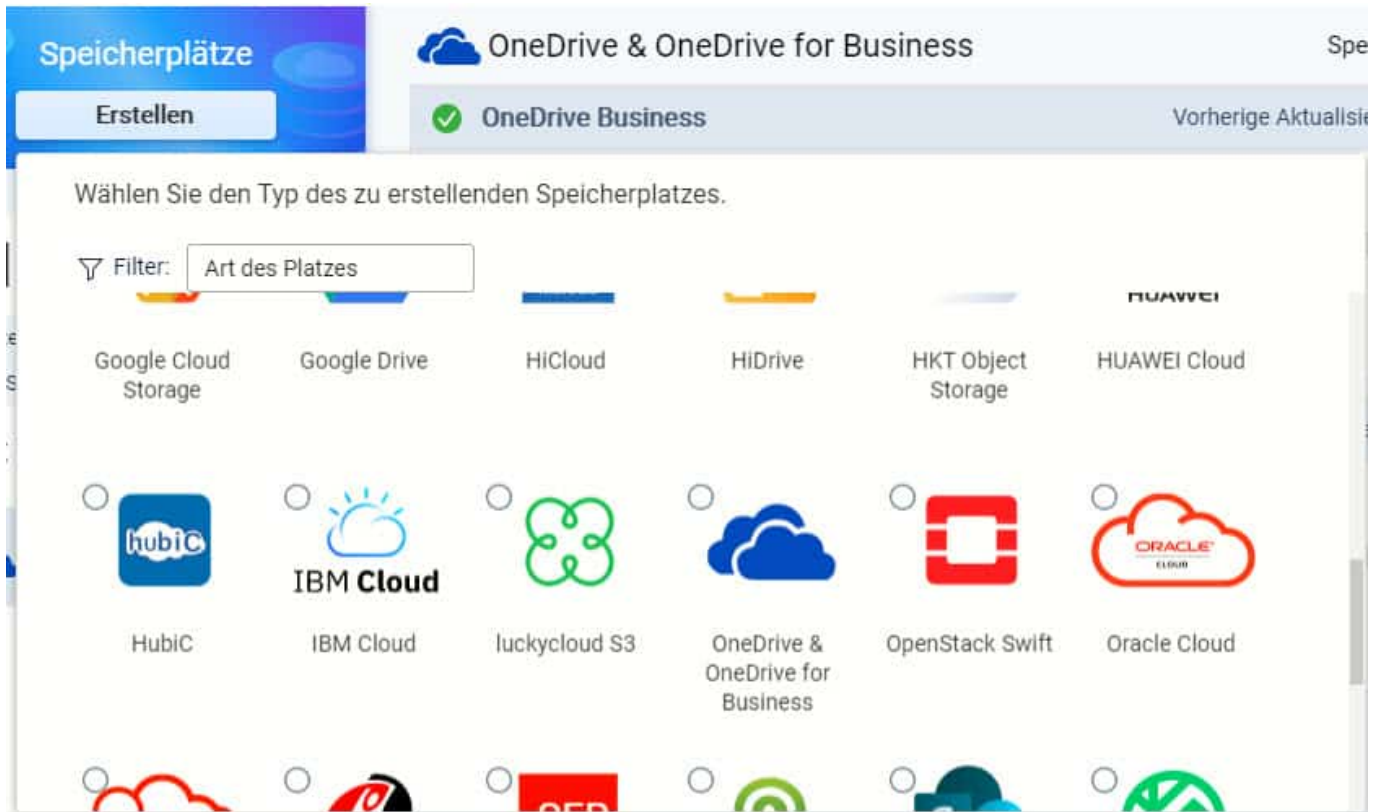 Speicherplätze
OneDrive & OneDrive for Business
Spe
Erstellen
OneDrive Business
Vorherige Aktualisie
Wählen Sie den Typ des zu erstellenden Speicherplatzes.
Filter:
Art des Platzes
HUAWEI
Google Cloud
Storage
Google Drive
HiCloud
HiDrive
HKT Object
Storage
HUAWEI Cloud
hubiC
IBM Cloud
ORACLE
CLOUD
HubiC
IBM Cloud
luckycloud S3
OneDrive &
OneDrive for
Business
OpenStack Swift
Oracle Cloud